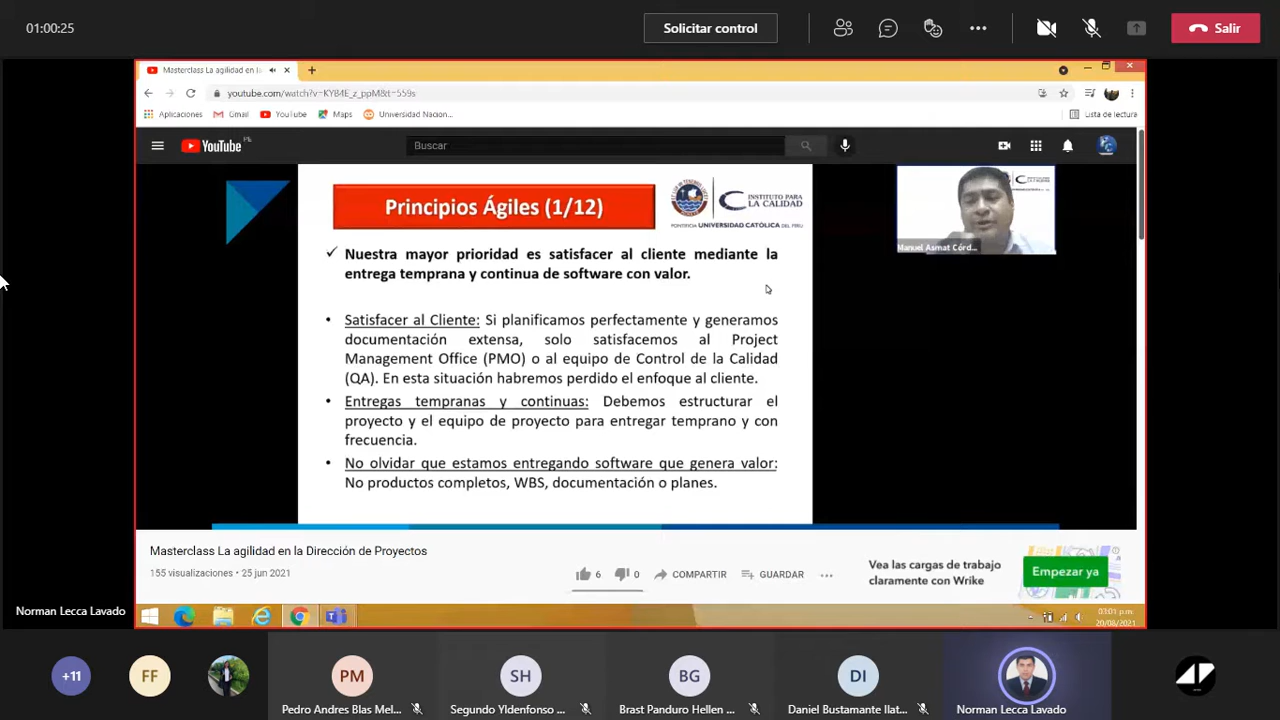 01:00:25
Solicitar control
Salir
Masterclass La agilidad en la
youtube.com/watch?v=KYB4E_z_ppM&t=559s
Aplicaciones
Gmail
YouTube
Maps
Universidad Nacion...
Lista de lectura
YouTube PE
Buscar
Principios Ágiles (1/12)
INSTITUTO PARA
LA CALIDAD
PONTIFICIA UNIVERSIDAD CATÓLICA DEL PERÚ
✓ Nuestra mayor prioridad es satisfacer al cliente mediante la
entrega temprana y continua de software con valor.
Manuel Asmat Córd...
• Satisfacer al Cliente: Si planificamos perfectamente y generamos
documentación extensa, solo satisfacemos al Project
Management Office (PMO) o al equipo de Control de la Calidad
(QA). En esta situación habremos perdido el enfoque al cliente.
• Entregas tempranas y continuas: Debemos estructurar el
proyecto y el equipo de proyecto para entregar temprano y con
frecuencia.
• No olvidar que estamos entregando software que genera valor:
No productos completos, WBS, documentación o planes.
Masterclass La agilidad en la Dirección de Proyectos
155 visualizaciones • 25 jun 2021
6
0
COMPARTIR
GUARDAR
Vea las cargas de trabajo
claramente con Wrike
Empezar ya
Norman Lecca Lavado
03:01 p.m.
20/08/2021
+11
FF
PM
SH
BG
DI
Pedro Andres Blas Mel...
Segundo Yldenfonso ...
Brast Panduro Hellen ...
Daniel Bustamante Ilat...
Norman Lecca Lavado